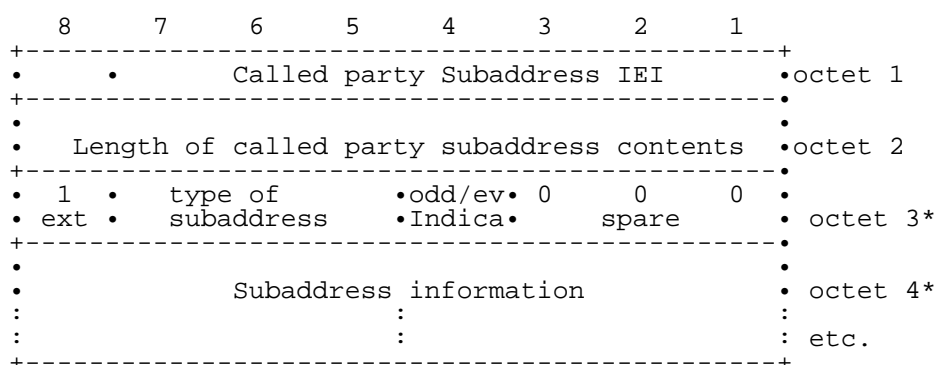 8 7 6 5 4 3 2 1
Called party Subaddress IEI octet 1
Length of called party subaddress contents octet 2
1 type of odd/ev 0 0 0
ext subaddress Indica spare octet 3*
Subaddress information octet 4*
: : :
: : : etc.